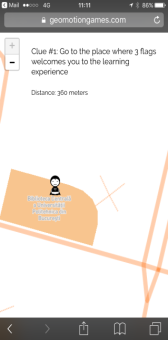 Mail 4G 11:11 86%
geomotiongames.com
+
−
Clue #1: Go to the place where 3 flags
welcomes you to the learning
experience
Distance: 360 meters